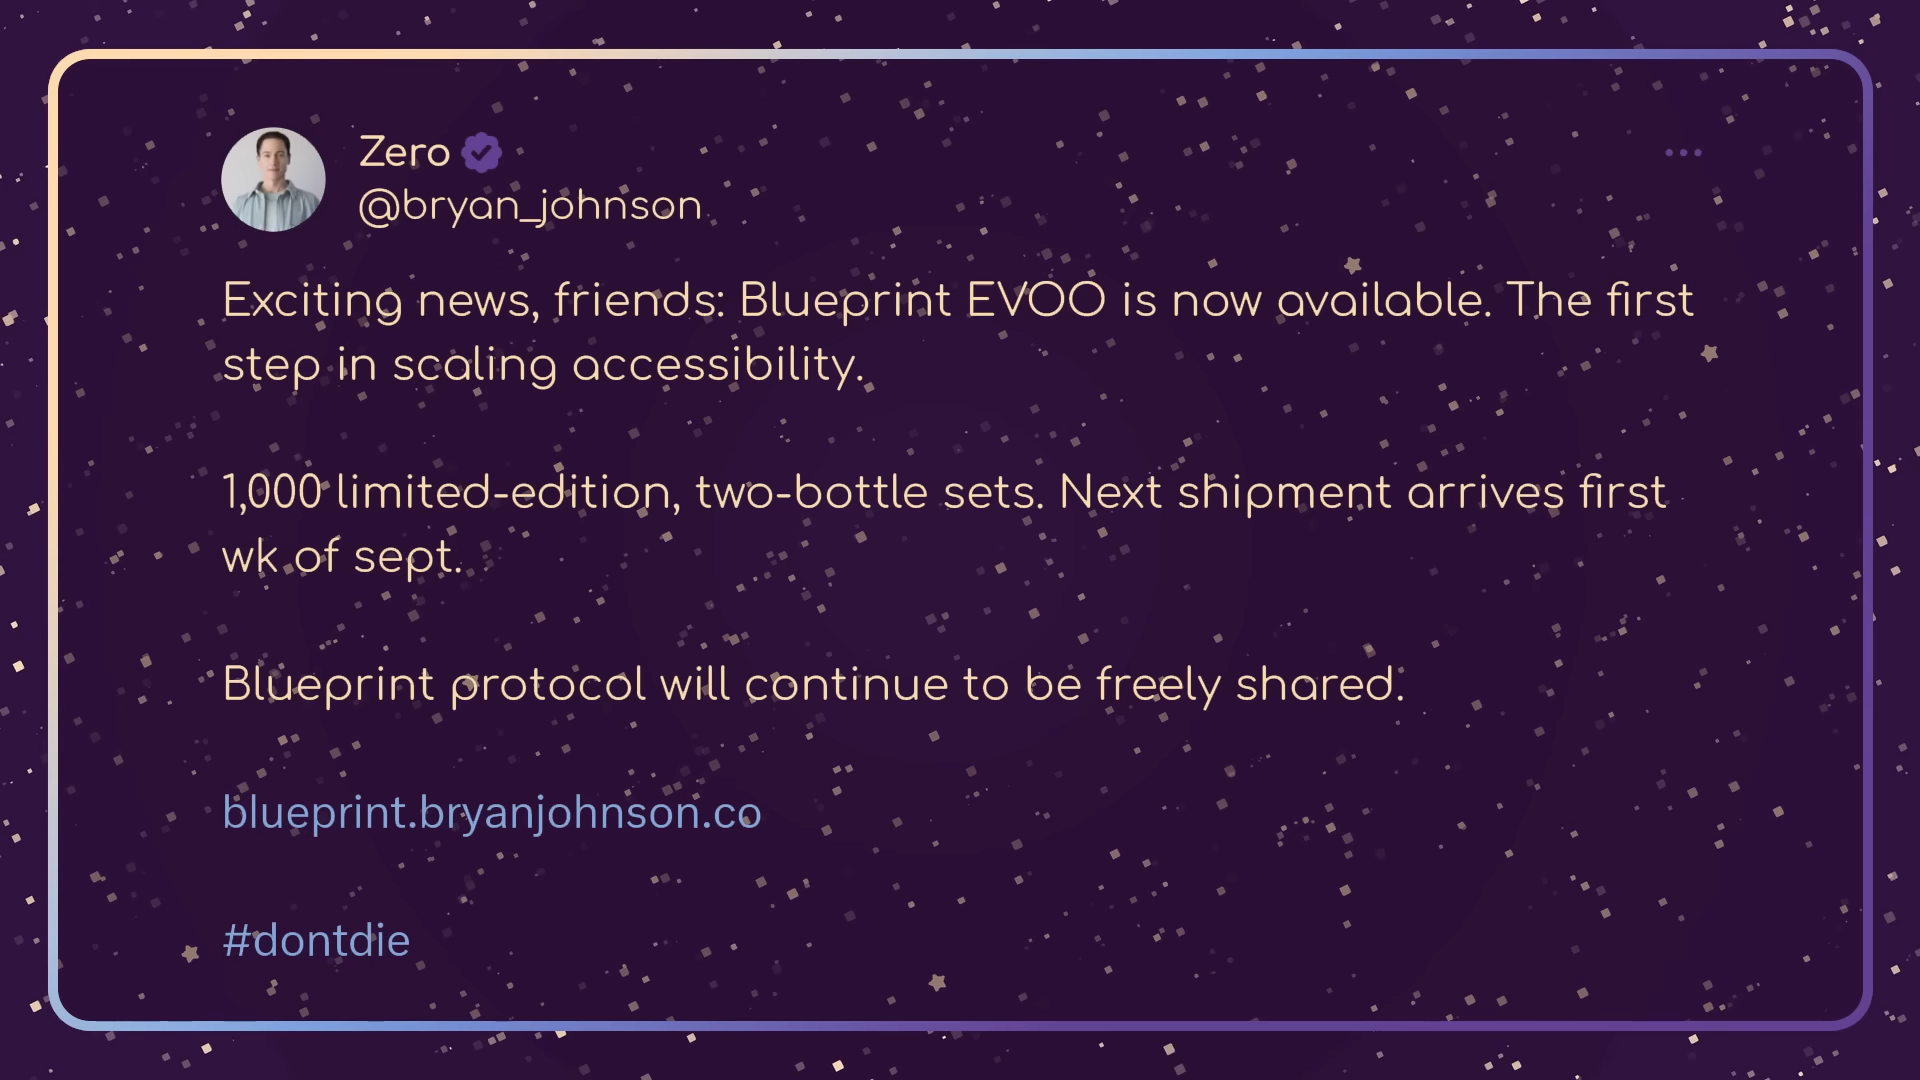 Zero
@bryan_johnson
Exciting news, friends: Blueprint EVOO is now available. The first
step in scaling accessibility.
1,000 limited-edition, two-bottle sets. Next shipment arrives first
wk of sept.
Blueprint protocol will continue to be freely shared.
blueprint.bryanjohnson.co
#dontdie